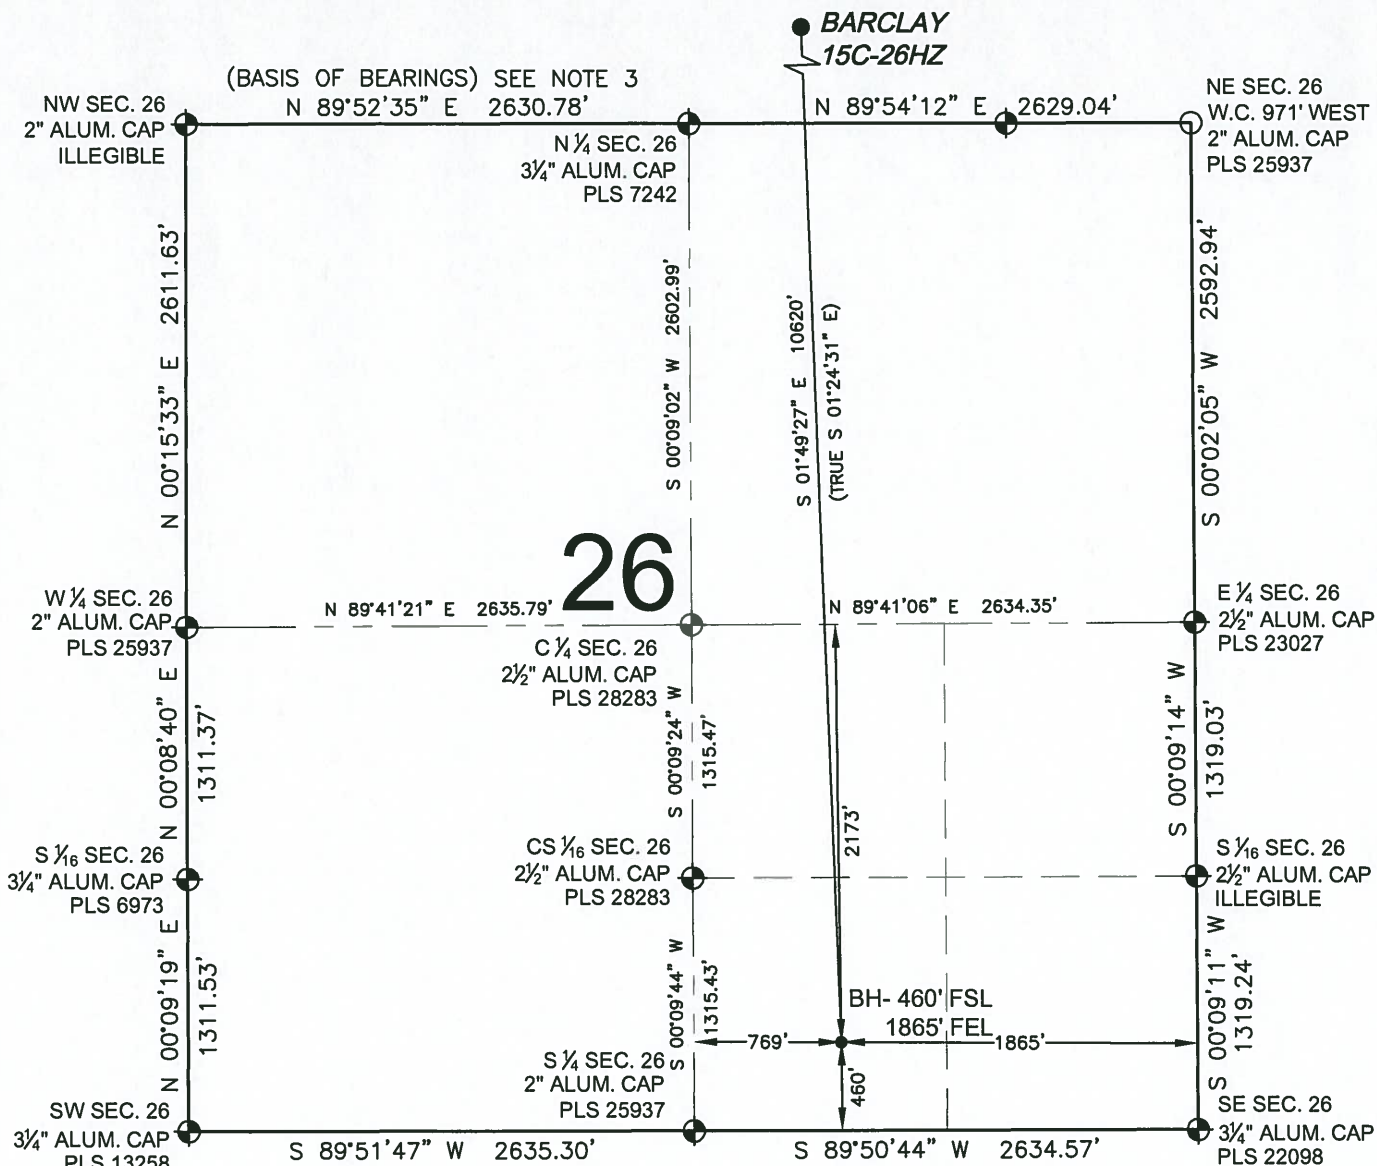 BARCLAY
15C-26HZ
(BASIS OF BEARINGS) SEE NOTE 3
N 89°52'35" E 2630.78'
N 89°54'12" E 2629.04'
NW SEC. 26
2" ALUM. CAP
ILLEGIBLE
N ¼ SEC. 26
3¼" ALUM. CAP
PLS 7242
NE SEC. 26
W.C. 971' WEST
2" ALUM. CAP
PLS 25937
N 00°15'33" E 2611.63'
S 00°09'02" W 2602.99'
S 01°49'27" E 10620'
(TRUE S 01°24'31" E)
S 00°02'05" W 2592.94'
26
W ¼ SEC. 26
2" ALUM. CAP
PLS 25937
N 89°41'21" E 2635.79'
N 89°41'06" E 2634.35'
C ¼ SEC. 26
2½" ALUM. CAP
PLS 28283
E ¼ SEC. 26
2½" ALUM. CAP
PLS 23027
N 00°08'40" E
1311.37'
S 00°09'24" W
1315.47'
2173'
S 00°09'14" W
1319.03'
S 1⁄16 SEC. 26
3¼" ALUM. CAP
PLS 6973
CS 1⁄16 SEC. 26
2½" ALUM. CAP
PLS 28283
S 1⁄16 SEC. 26
2½" ALUM. CAP
ILLEGIBLE
N 00°09'19" E
1311.53'
S 00°09'44" W
1315.43'
BH- 460' FSL
1865' FEL
769'
1865'
460'
S 00°09'11" W
1319.24'
S ¼ SEC. 26
2" ALUM. CAP
PLS 25937
SW SEC. 26
3¼" ALUM. CAP
PLS 13258
S 89°51'47" W 2635.30'
S 89°50'44" W 2634.57'
SE SEC. 26
3¼" ALUM. CAP
PLS 22098